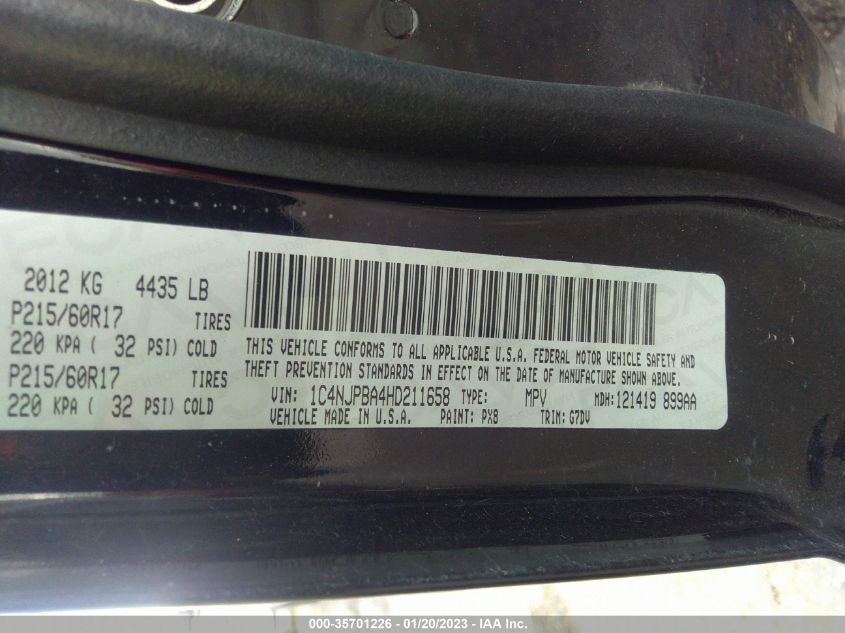 2012 KG 4435 LB
P215/60R17 TIRES
220 KPA ( 32 PSI) COLD
P215/60R17 TIRES
220 KPA ( 32 PSI) COLD
THIS VEHICLE CONFORMS TO ALL APPLICABLE U.S.A. FEDERAL MOTOR VEHICLE SAFETY AND
THEFT PREVENTION STANDARDS IN EFFECT ON THE DATE OF MANUFACTURE SHOWN ABOVE.
VIN: 1C4NJPBA4HD211658 TYPE: MPV MDH:121419 899AA
VEHICLE MADE IN U.S.A. PAINT: PX8 TRIM: G7DV
000-35701226 - 01/20/2023 - IAA Inc.